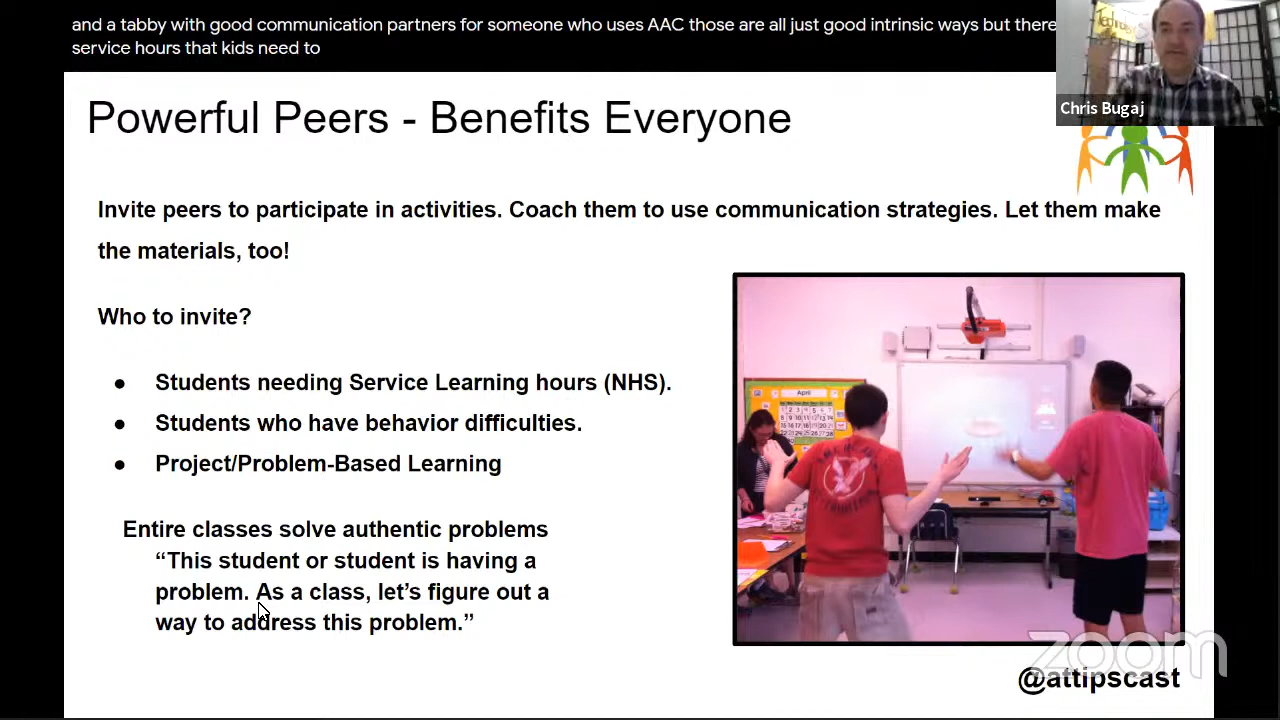 and a tabby with good communication partners for someone who uses AAC those are all just good intrinsic ways but there
service hours that kids need to
Chris Bugaj
Powerful Peers - Benefits Everyone
Invite peers to participate in activities. Coach them to use communication strategies. Let them make
the materials, too!
Who to invite?
● Students needing Service Learning hours (NHS).
● Students who have behavior difficulties.
● Project/Problem-Based Learning
Entire classes solve authentic problems
“This student or student is having a
problem. As a class, let’s figure out a
way to address this problem.”
April
zoom
@attipscast